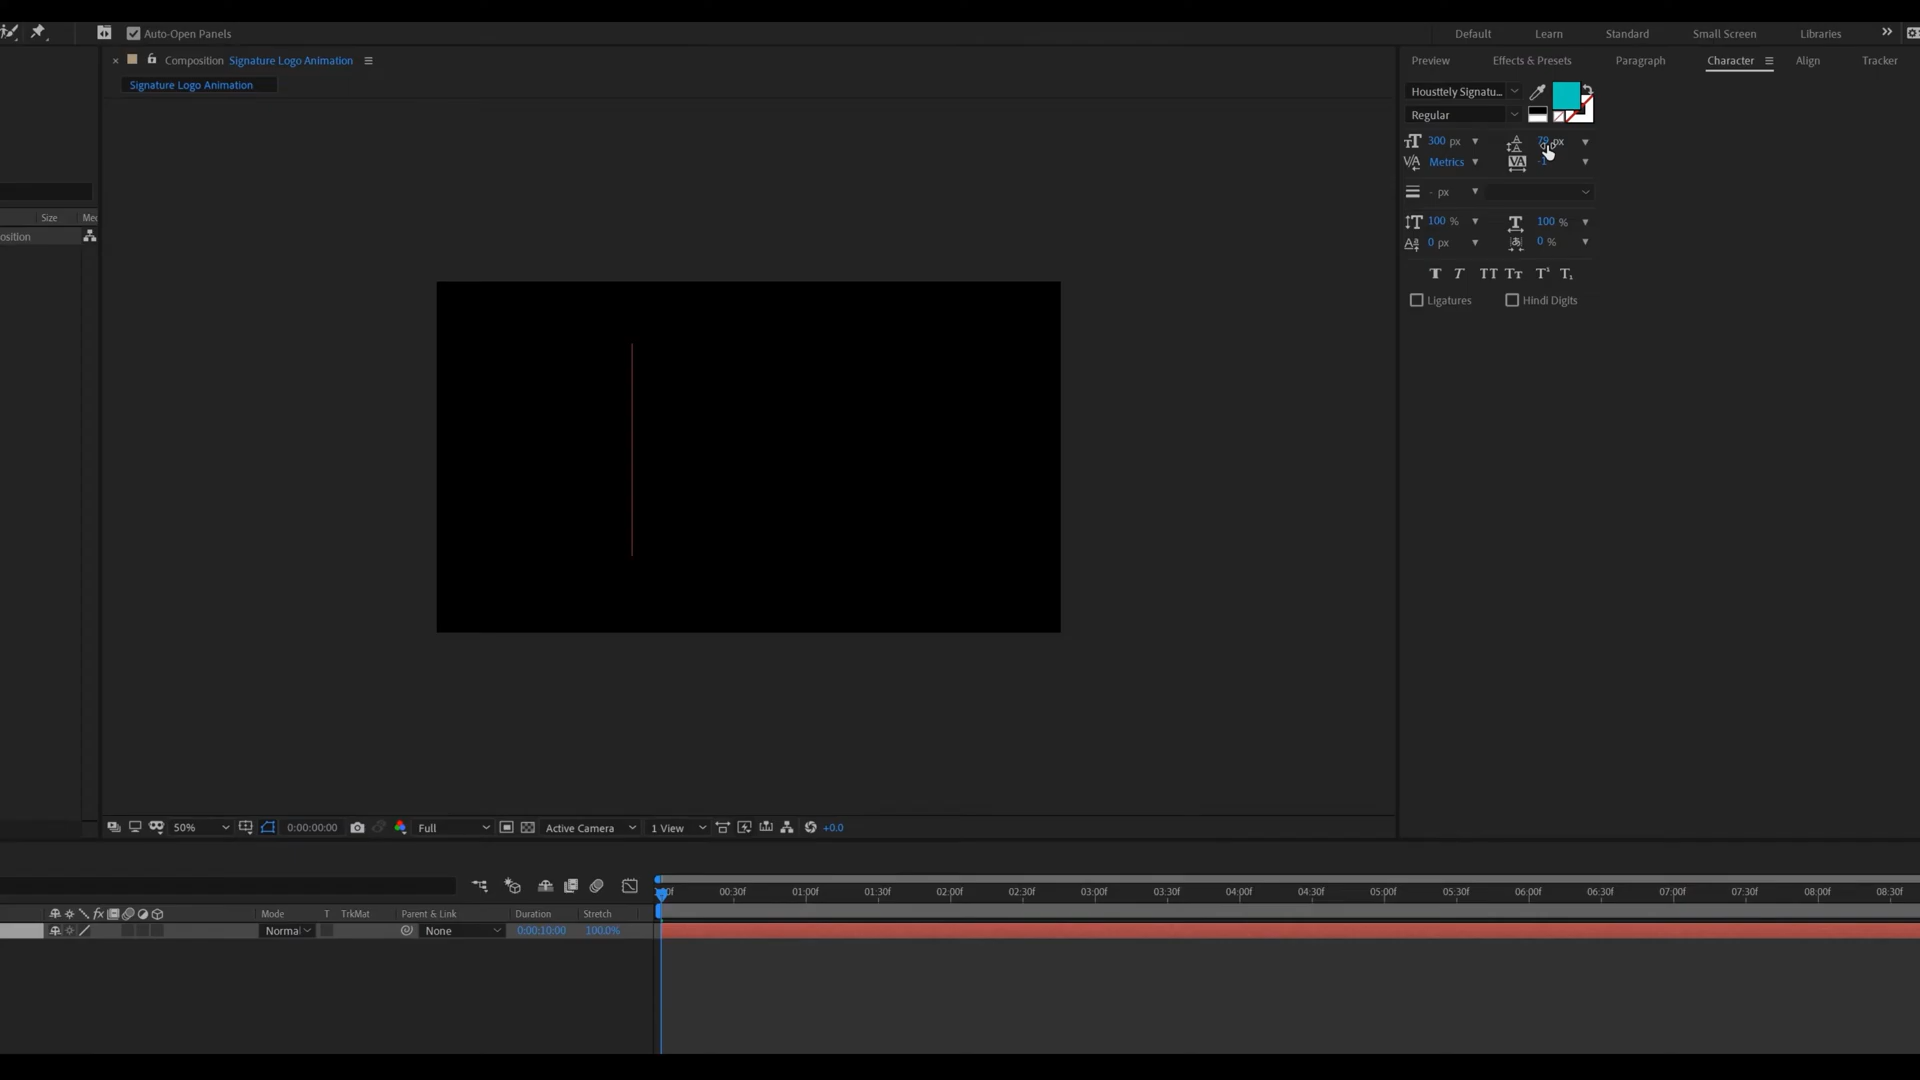 Auto-Open Panels
Default Learn Standard Small Screen Libraries
Composition Signature Logo Animation
Preview Effects & Presets Paragraph Character Align Tracker
Signature Logo Animation
Housttely Signatu...
Regular
300 px
px
Metrics
- px
100 %
100 %
0 px
0 %
Ligatures
Hindi Digits
Size
osition
50%
0:00:00:00
Full
Active Camera
1 View
+0.0
00:30f 01:00f 01:30f 02:00f 02:30f 03:00f 03:30f 04:00f 04:30f 05:00f 05:30f 06:00f 06:30f 07:00f 07:30f 08:00f 08:30f
Mode T TrkMat Parent & Link Duration Stretch
Normal None 0:00:10:00 100.0%